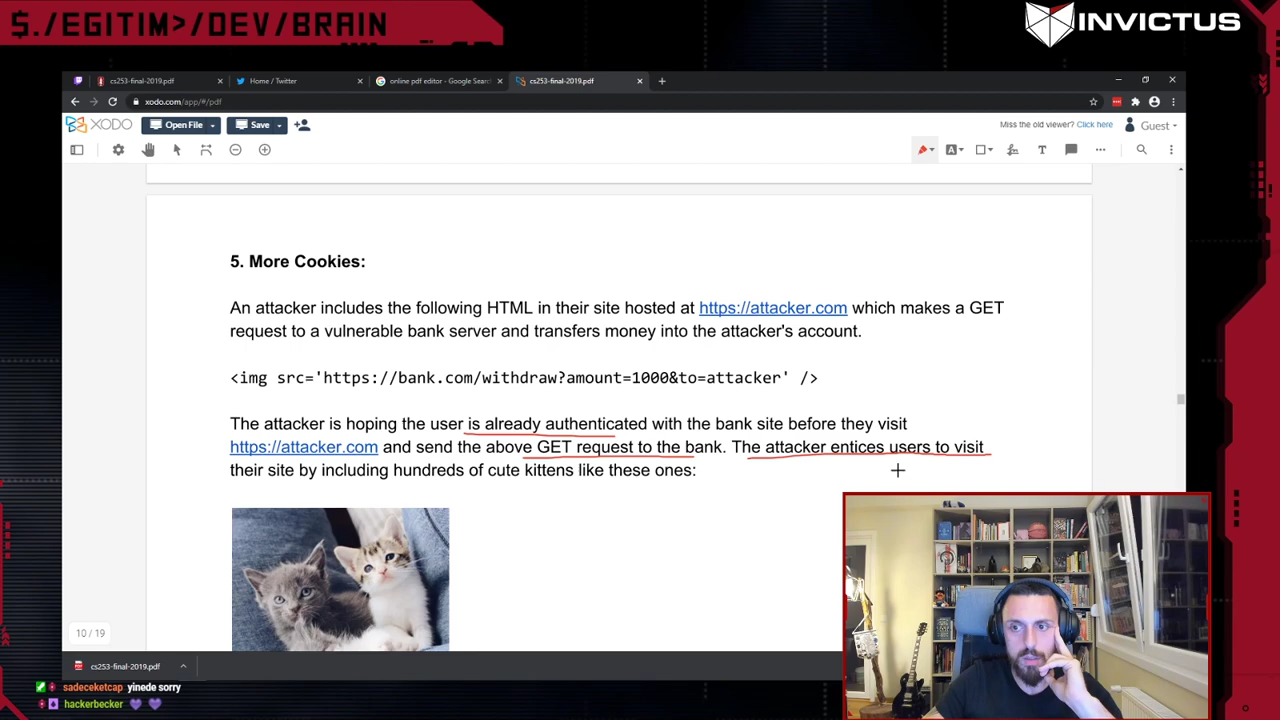 $./EGITIM>/DEV/BRAIN
INVICTUS
cs253-final-2019.pdf
Home / Twitter
online pdf editor - Google Searc
cs253-final-2019.pdf
xodo.com/app/#/pdf
XODO
Open File
Save
Miss the old viewer? Click here
Guest
5. More Cookies:
An attacker includes the following HTML in their site hosted at https://attacker.com which makes a GET
request to a vulnerable bank server and transfers money into the attacker's account.
<img src='https://bank.com/withdraw?amount=1000&to=attacker' />
The attacker is hoping the user is already authenticated with the bank site before they visit
https://attacker.com and send the above GET request to the bank. The attacker entices users to visit
their site by including hundreds of cute kittens like these ones:
10 / 19
cs253-final-2019.pdf
sadeceketcap yinede sorry
hackerbecker